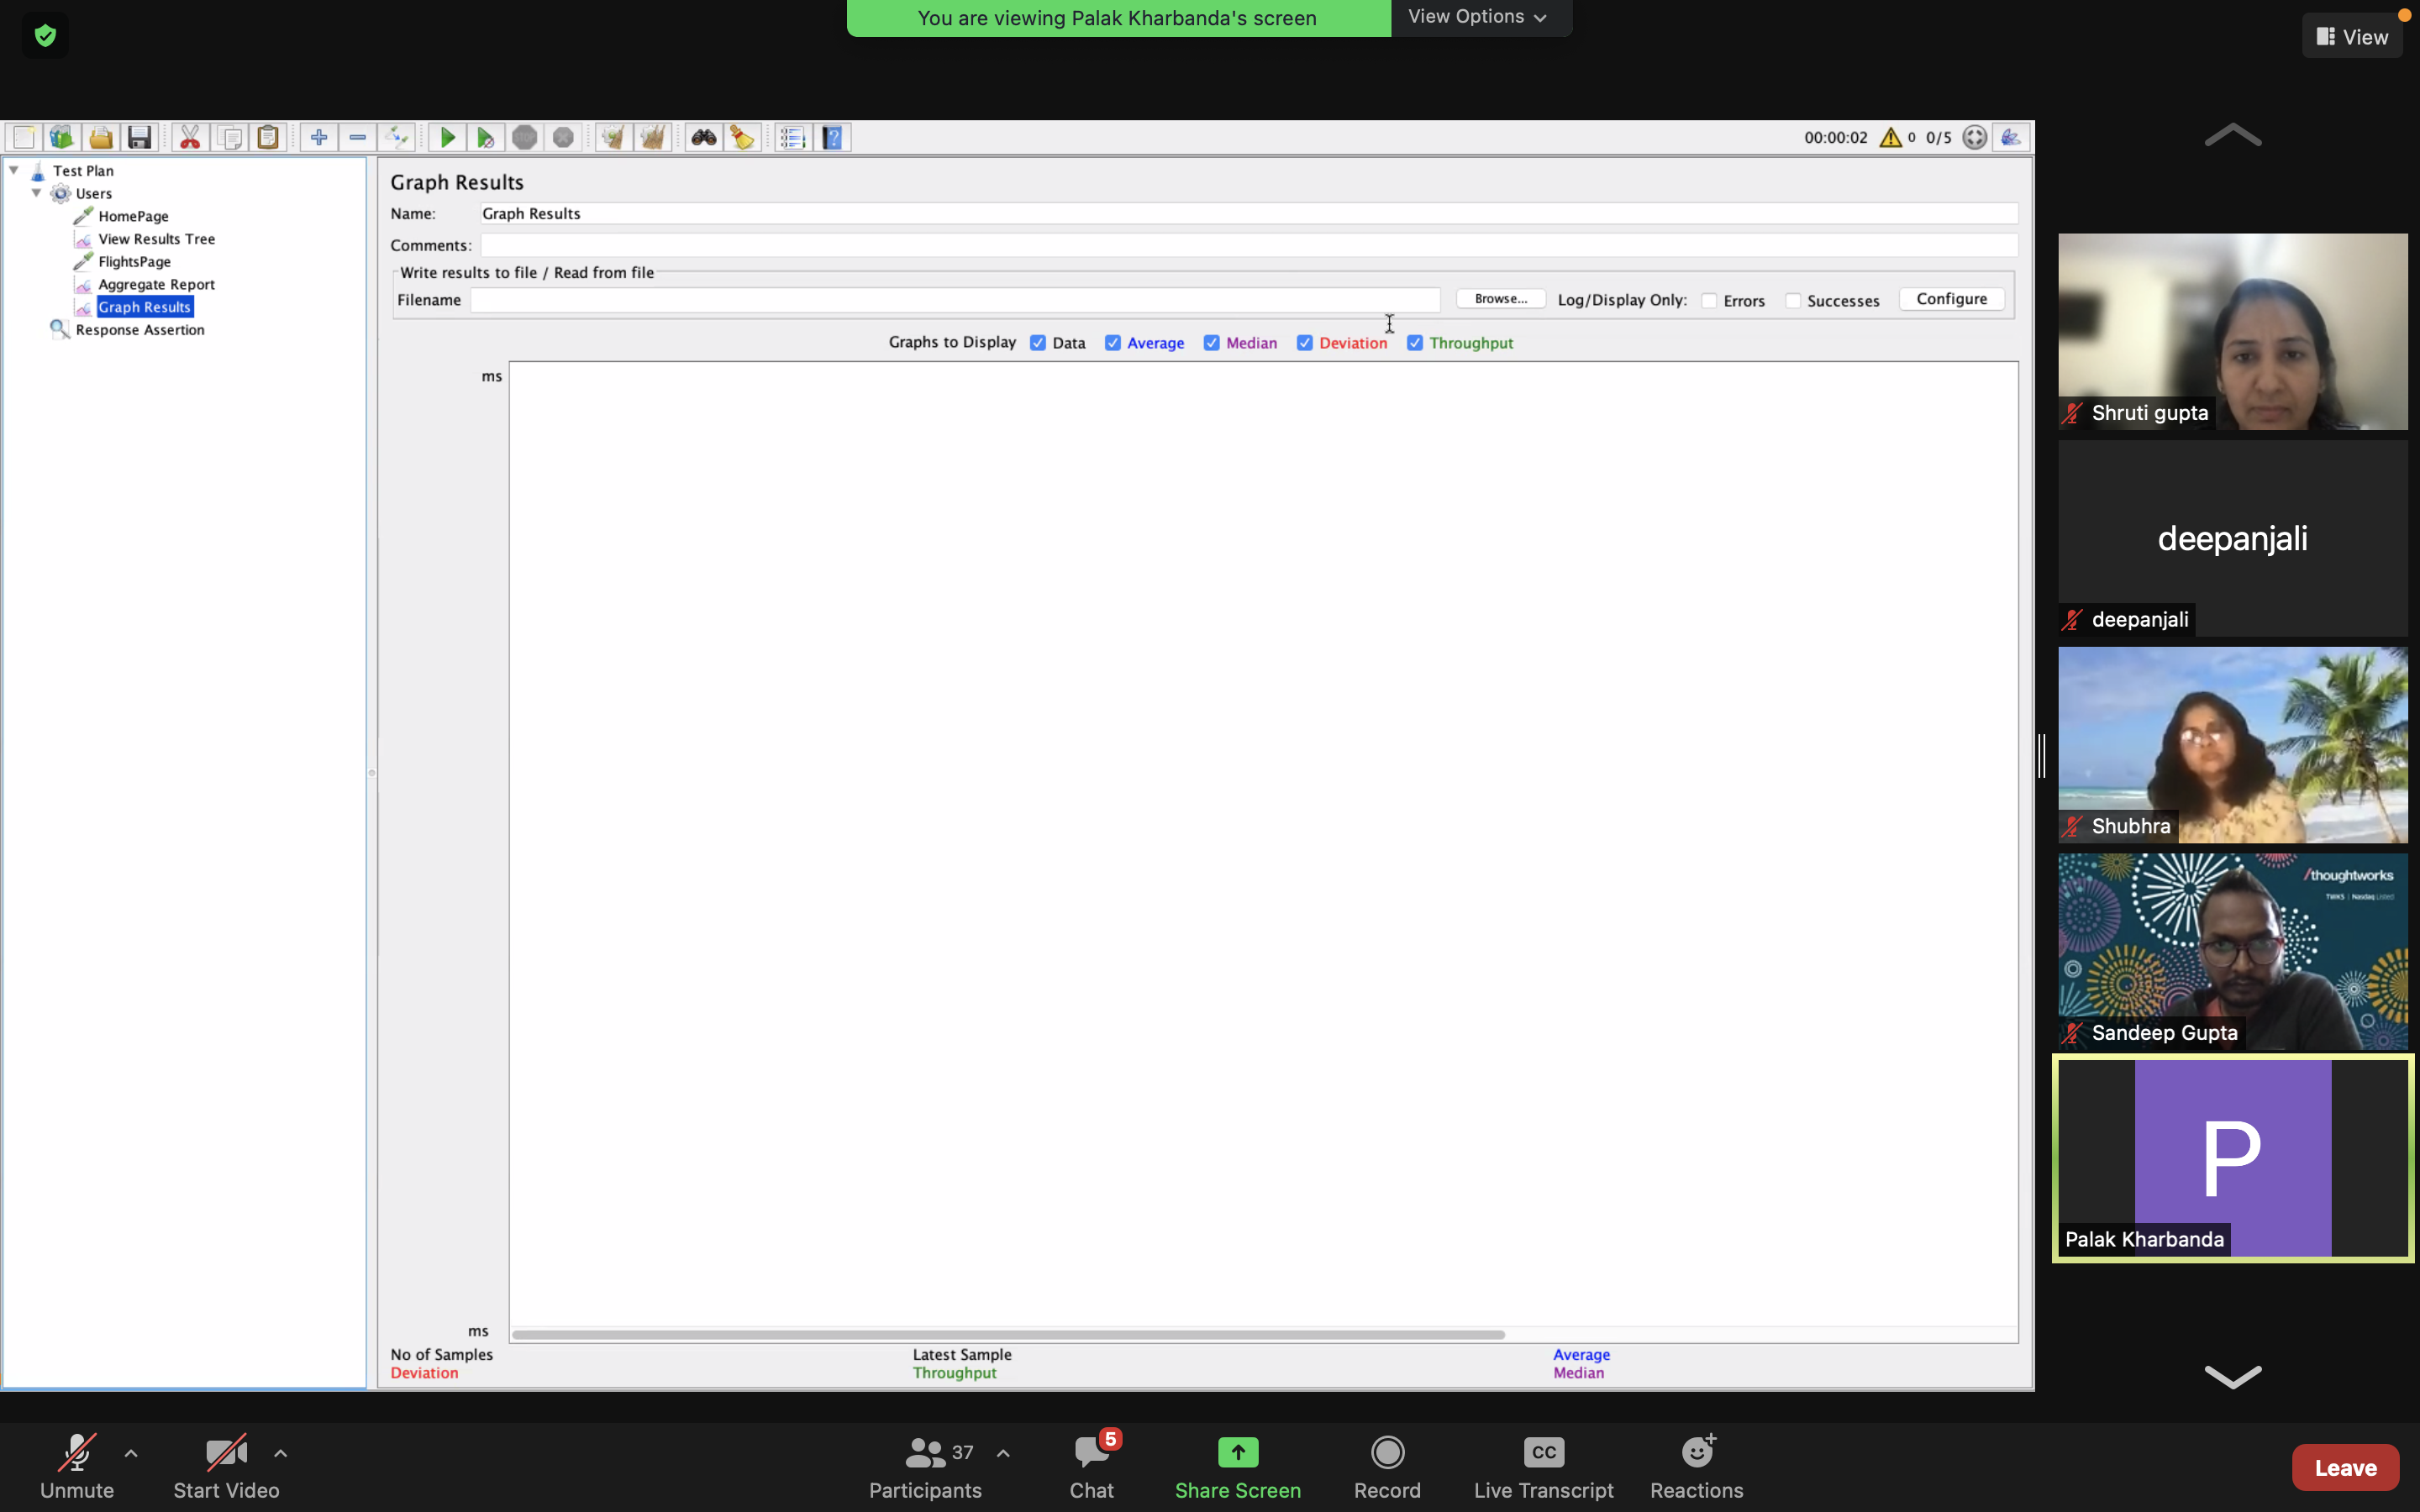 You are viewing Palak Kharbanda's screen
View Options
View
STOP
00:00:02
0
0/5
Test Plan
Users
HomePage
View Results Tree
FlightsPage
Aggregate Report
Graph Results
Response Assertion
Graph Results
Name: Graph Results
Comments:
Write results to file / Read from file
Filename
Browse... Log/Display Only: Errors Successes Configure
Graphs to Display Data Average Median Deviation Throughput
ms
ms
No of Samples Latest Sample Average
Deviation Throughput Median
Shruti gupta
deepanjali
deepanjali
Shubhra
/thoughtworks
TWKS | Nasdaq Listed
Sandeep Gupta
P
Palak Kharbanda
Unmute
Start Video
37
Participants
5
Chat
Share Screen
Record
CC
Live Transcript
Reactions
Leave